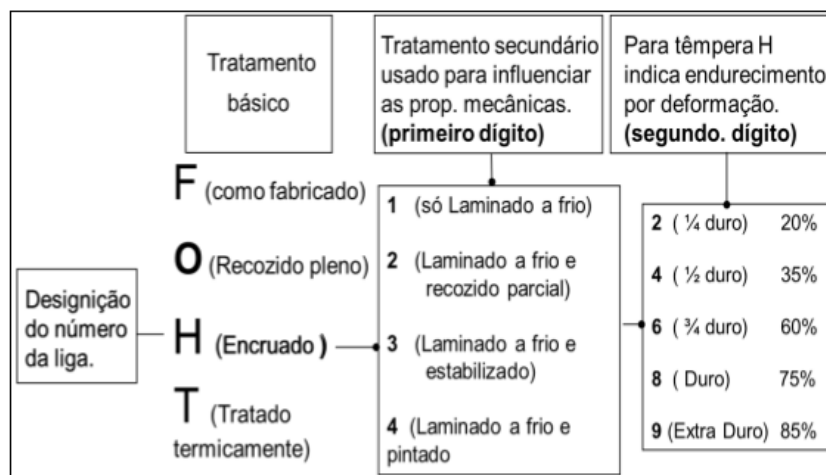 Tratamento
básico
Tratamento secundário
usado para influenciar
as prop. mecânicas.
(primeiro dígito)
Para têmpera H
indica endurecimento
por deformação.
(segundo. dígito)
Designição
do número
da liga.
F (como fabricado)
O (Recozido pleno)
H (Encruado )
T (Tratado
termicamente)
1 (só Laminado a frio)
2 (Laminado a frio e
recozido parcial)
3 (Laminado a frio e
estabilizado)
4 (Laminado a frio e
pintado
2 ( ¼ duro) 20%
4 ( ½ duro) 35%
6 ( ¾ duro) 60%
8 ( Duro) 75%
9 (Extra Duro) 85%